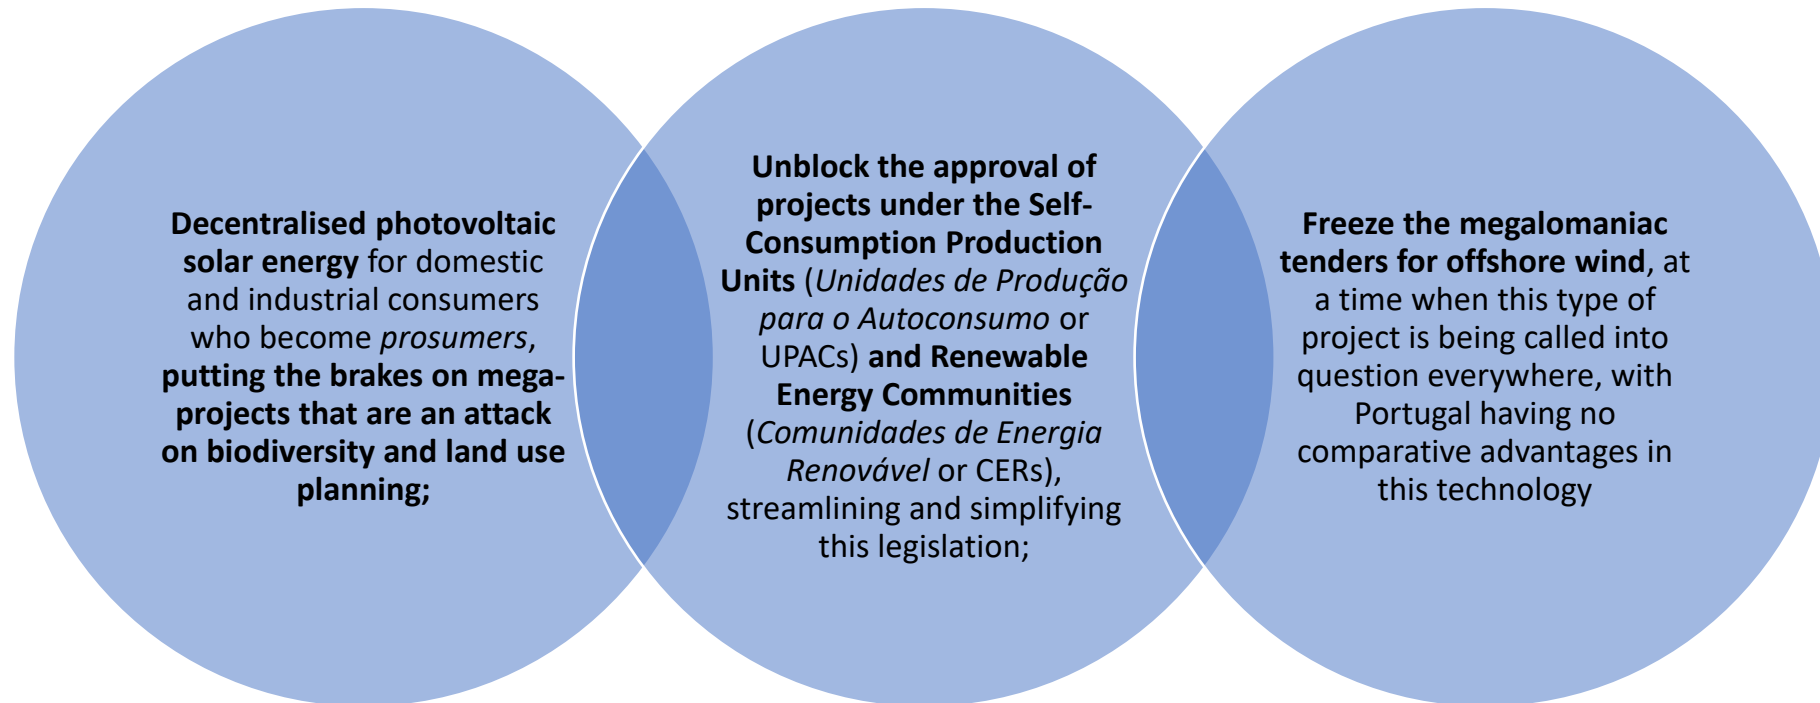 Decentralised photovoltaic
solar energy for domestic
and industrial consumers
who become prosumers,
putting the brakes on mega-
projects that are an attack
on biodiversity and land use
planning;
Unblock the approval of
projects under the Self-
Consumption Production
Units (Unidades de Produção
para o Autoconsumo or
UPACs) and Renewable
Energy Communities
(Comunidades de Energia
Renovável or CERs),
streamlining and simplifying
this legislation;
Freeze the megalomaniac
tenders for offshore wind, at
a time when this type of
project is being called into
question everywhere, with
Portugal having no
comparative advantages in
this technology